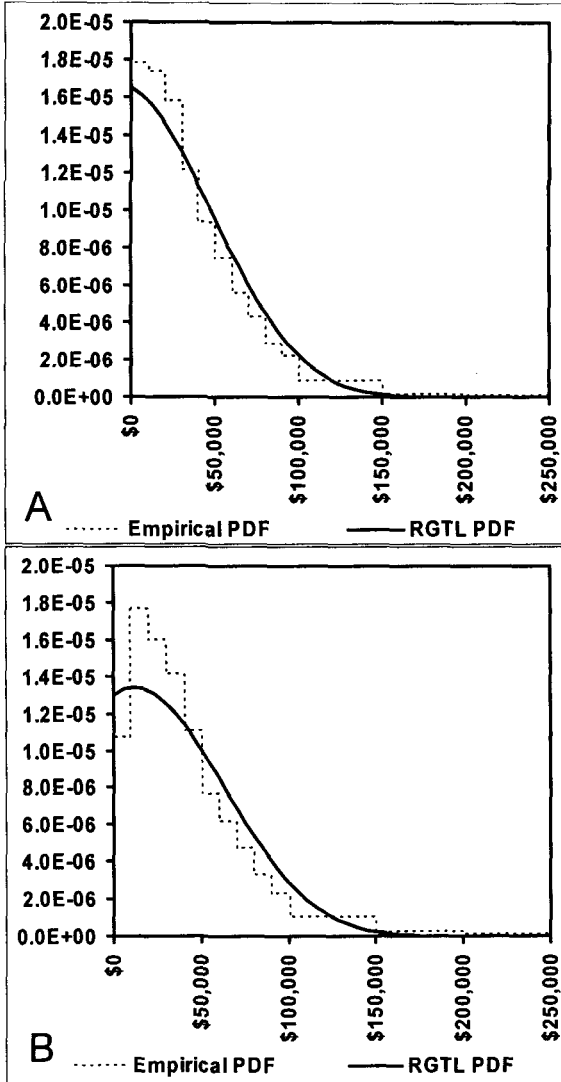 2.0E-05
1.8E-05
1.6E-05
1.4E-05
1.2E-05
1.0E-05
8.0E-06
6.0E-06
4.0E-06
2.0E-06
0.0E+00
$0
$50,000
$100,000
$150,000
$200,000
$250,000
A
Empirical PDF
RGTL PDF
2.0E-05
1.8E-05
1.6E-05
1.4E-05
1.2E-05
1.0E-05
8.0E-06
6.0E-06
4.0E-06
2.0E-06
0.0E+00
$0
$50,000
$100,000
$150,000
$200,000
$250,000
B
Empirical PDF
RGTL PDF